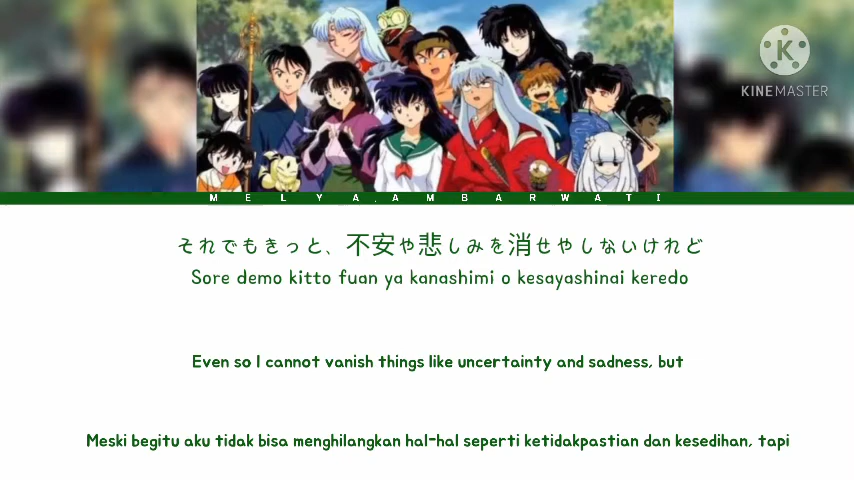 KINEMASTER
MELYA.AMBARWATI
それでもきっと、不安や悲しみを消せやしないけれど
Sore demo kitto fuan ya kanashimi o kesayashinai keredo
Even so I cannot vanish things like uncertainty and sadness, but
Meski begitu aku tidak bisa menghilangkan hal-hal seperti ketidakpastian dan kesedihan, tapi